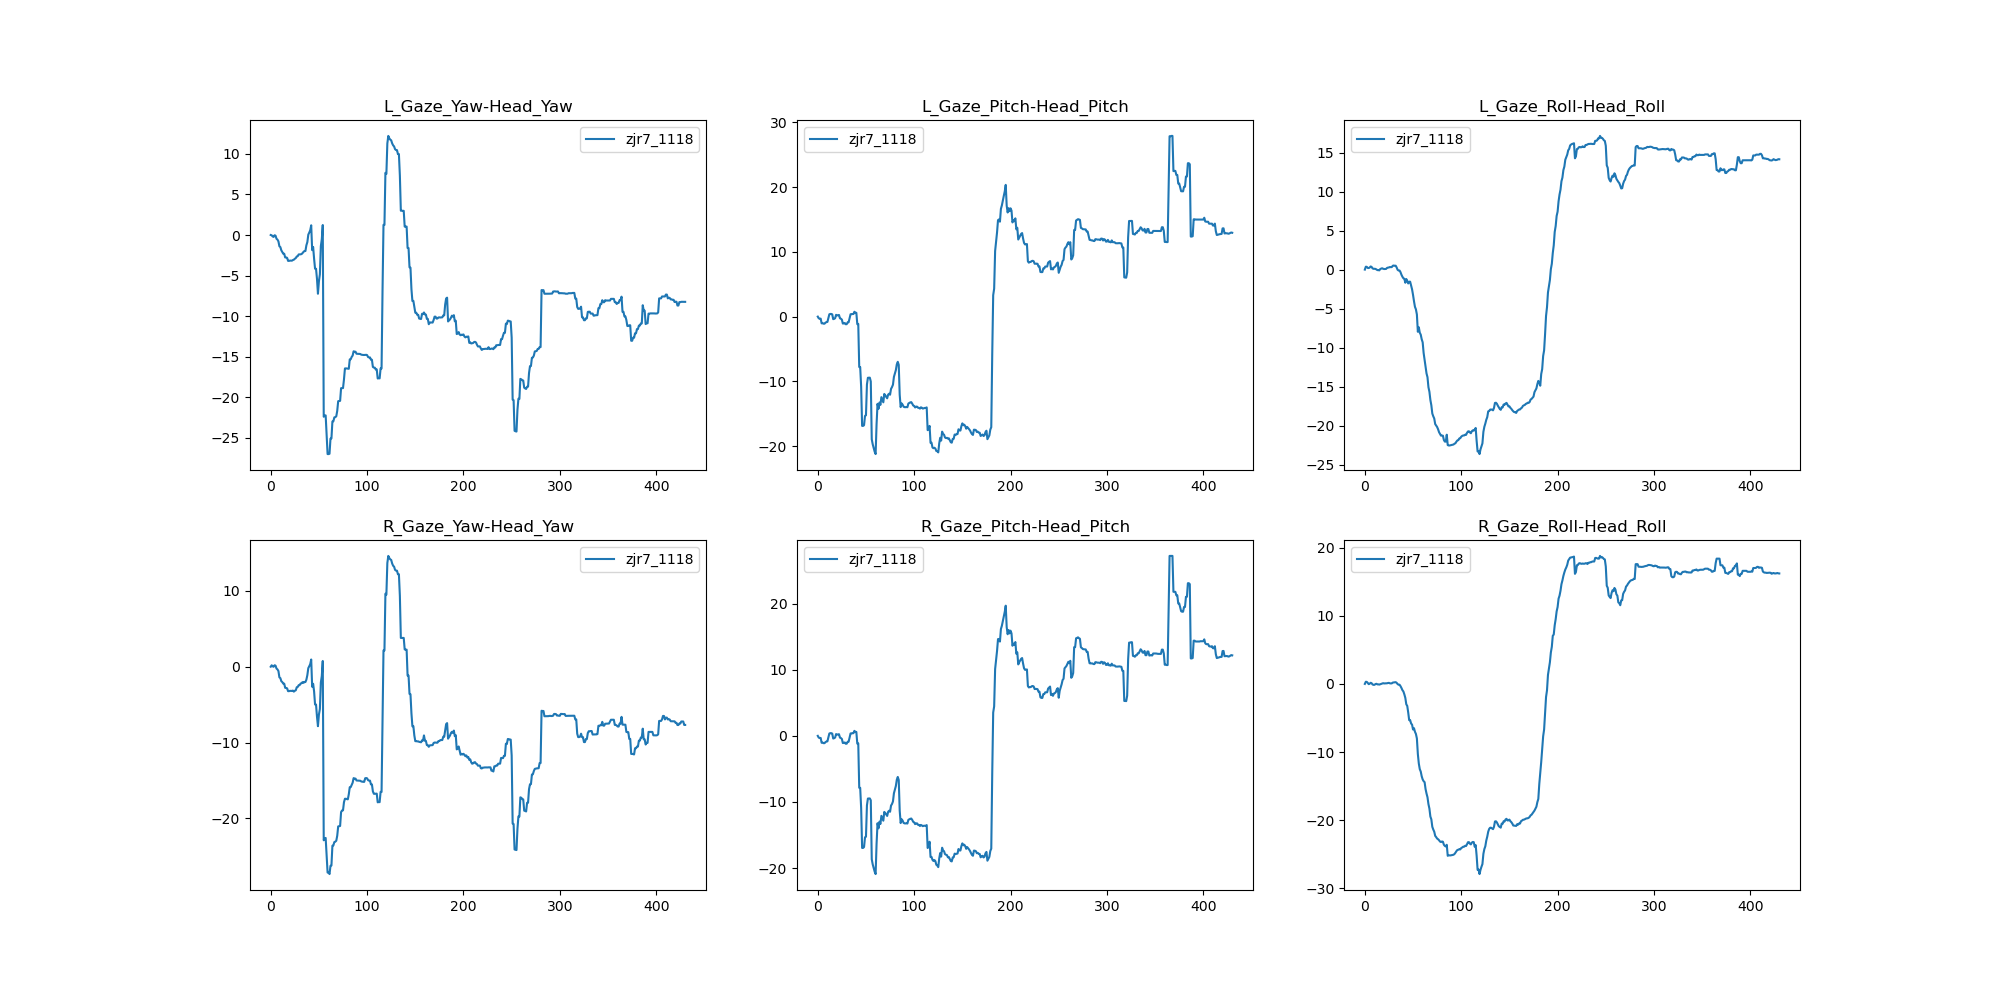 L_Gaze_Yaw-Head_Yaw
zjr7_1118
10
5
0
−5
−10
−15
−20
−25
0 100 200 300 400
L_Gaze_Pitch-Head_Pitch
zjr7_1118
30
20
10
0
−10
−20
0 100 200 300 400
L_Gaze_Roll-Head_Roll
zjr7_1118
15
10
5
0
−5
−10
−15
−20
−25
0 100 200 300 400
R_Gaze_Yaw-Head_Yaw
zjr7_1118
10
0
−10
−20
0 100 200 300 400
R_Gaze_Pitch-Head_Pitch
zjr7_1118
20
10
0
−10
−20
0 100 200 300 400
R_Gaze_Roll-Head_Roll
zjr7_1118
20
10
0
−10
−20
−30
0 100 200 300 400